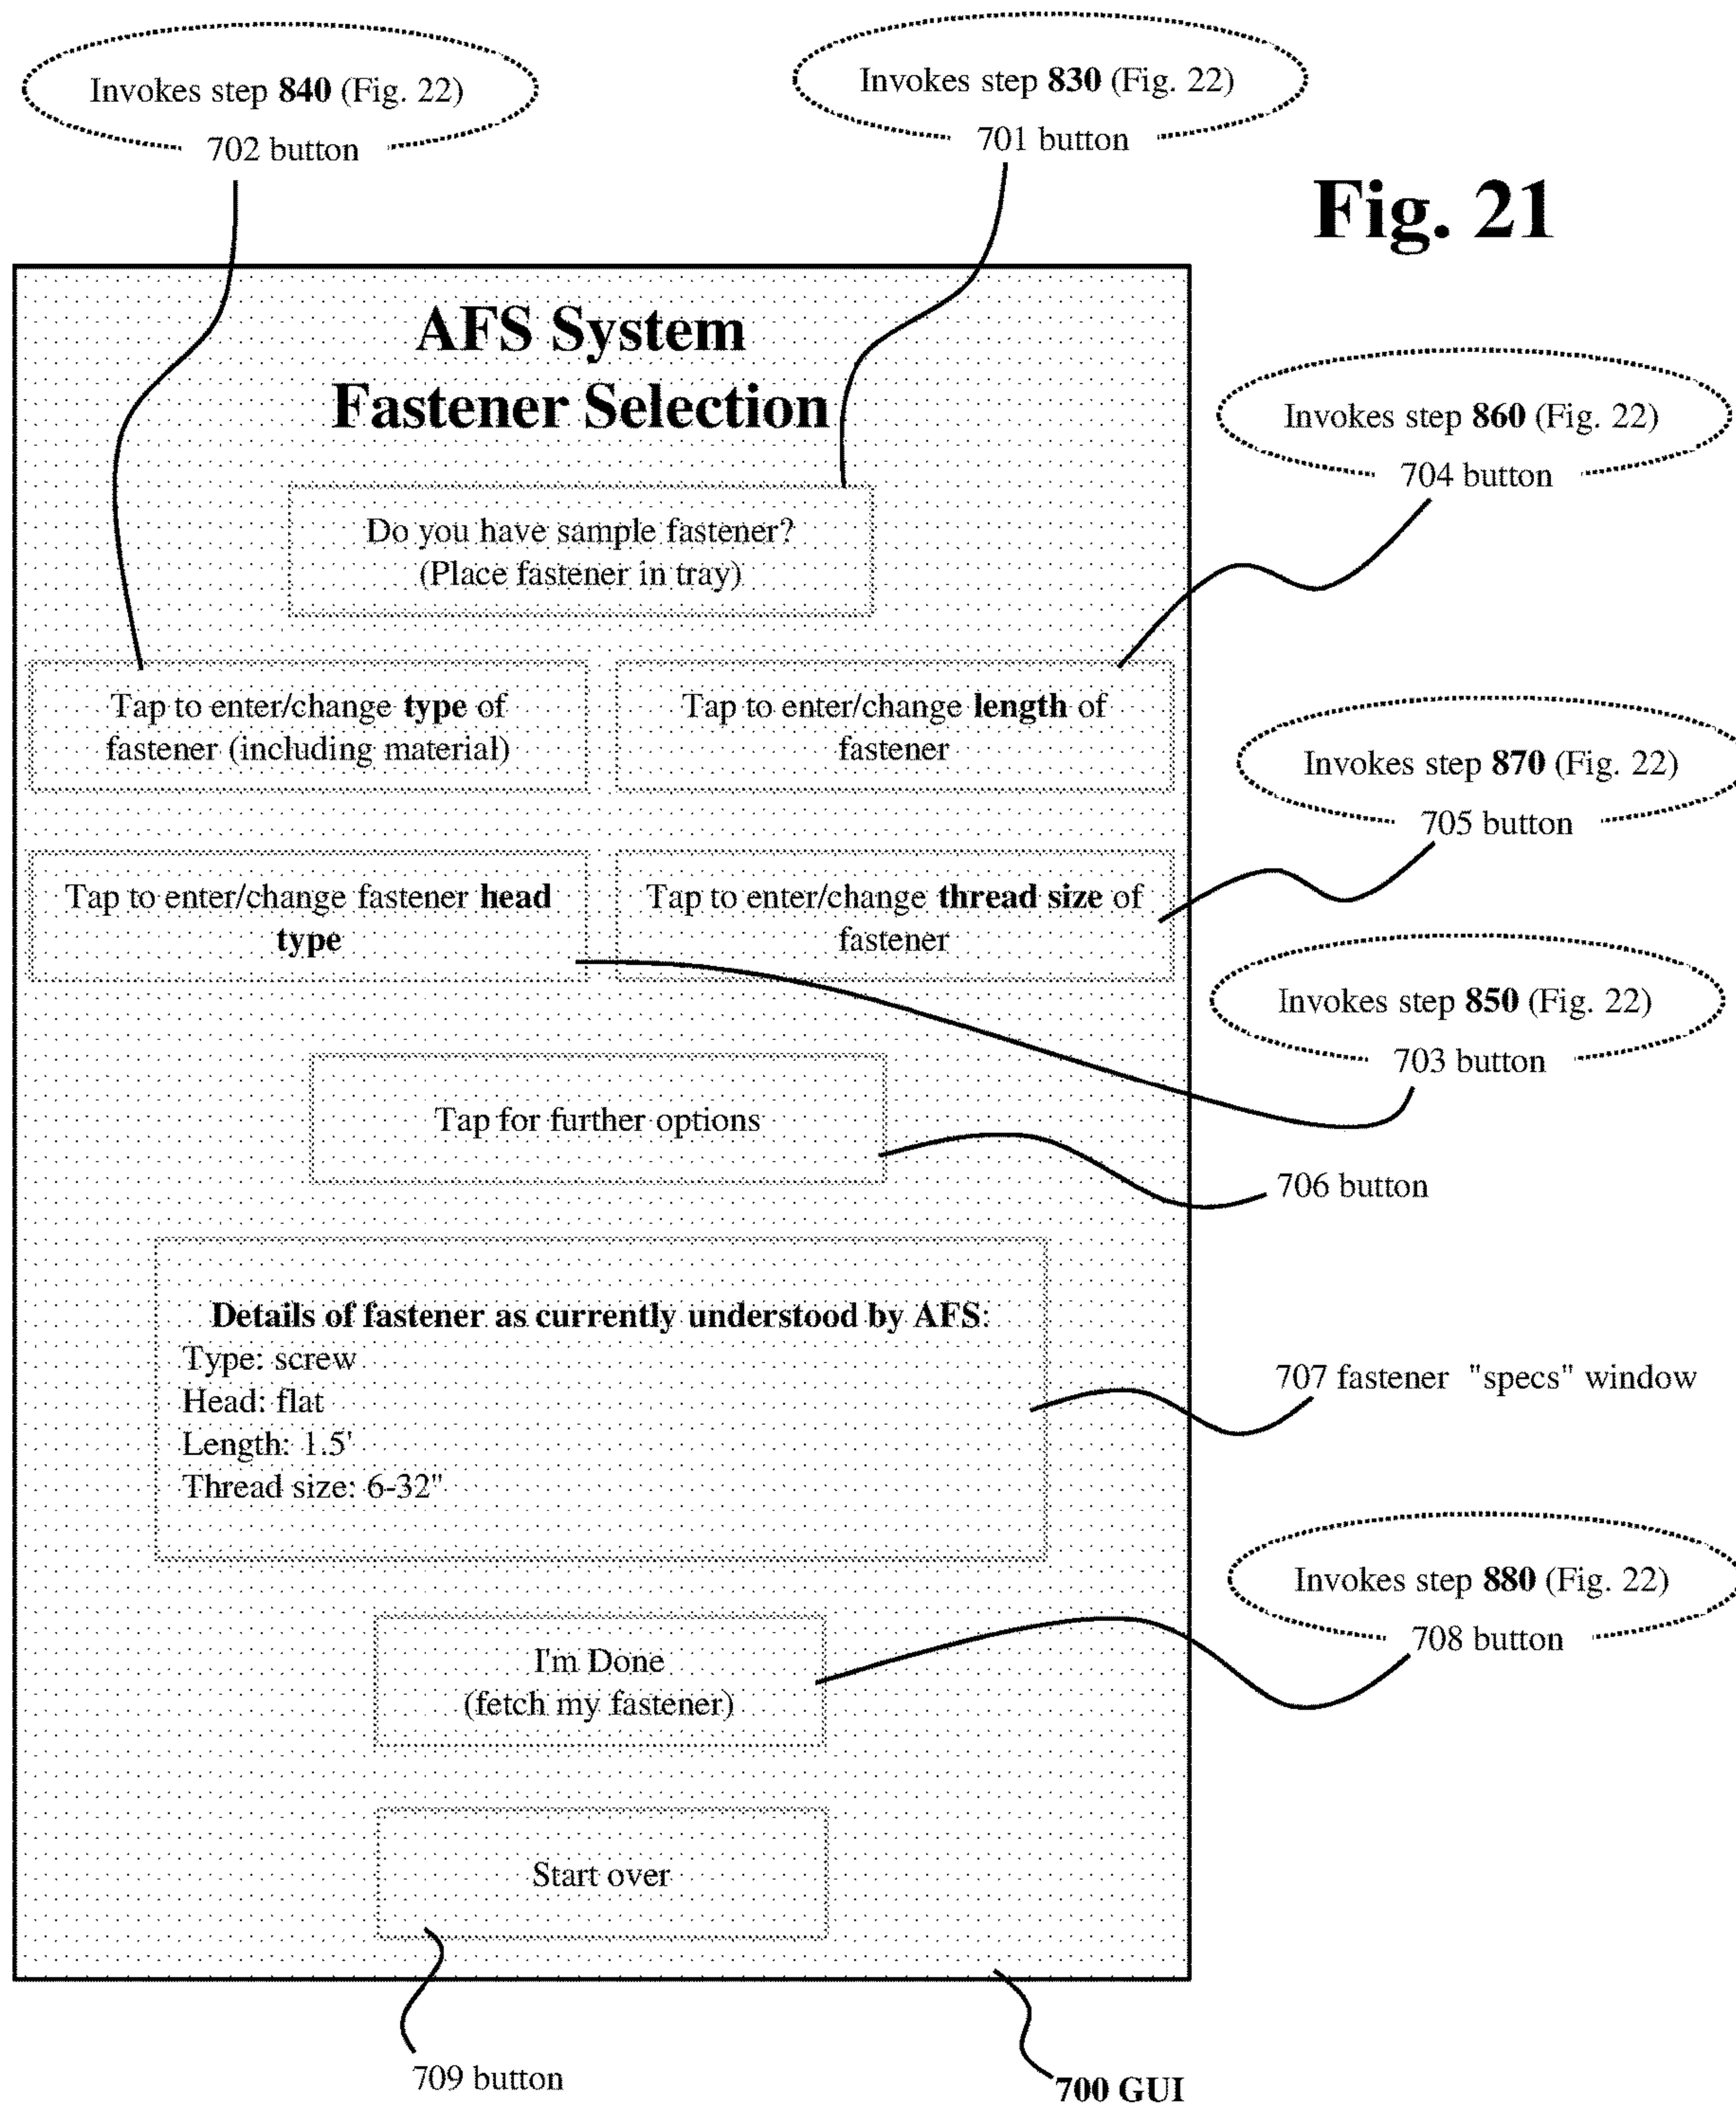 Invokes step 840 (Fig. 22)
702 button
Invokes step 830 (Fig. 22)
701 button
Fig. 21
AFS System
Fastener Selection
Do you have sample fastener?
(Place fastener in tray)
Invokes step 860 (Fig. 22)
704 button
Tap to enter/change type of
fastener (including material)
Tap to enter/change length of
fastener
Invokes step 870 (Fig. 22)
705 button
Tap to enter/change fastener head
type
Tap to enter/change thread size of
fastener
Invokes step 850 (Fig. 22)
703 button
Tap for further options
706 button
Details of fastener as currently understood by AFS:
Type: screw
Head: flat
Length: 1.5'
Thread size: 6-32"
707 fastener "specs" window
Invokes step 880 (Fig. 22)
708 button
I'm Done
(fetch my fastener)
Start over
709 button
700 GUI